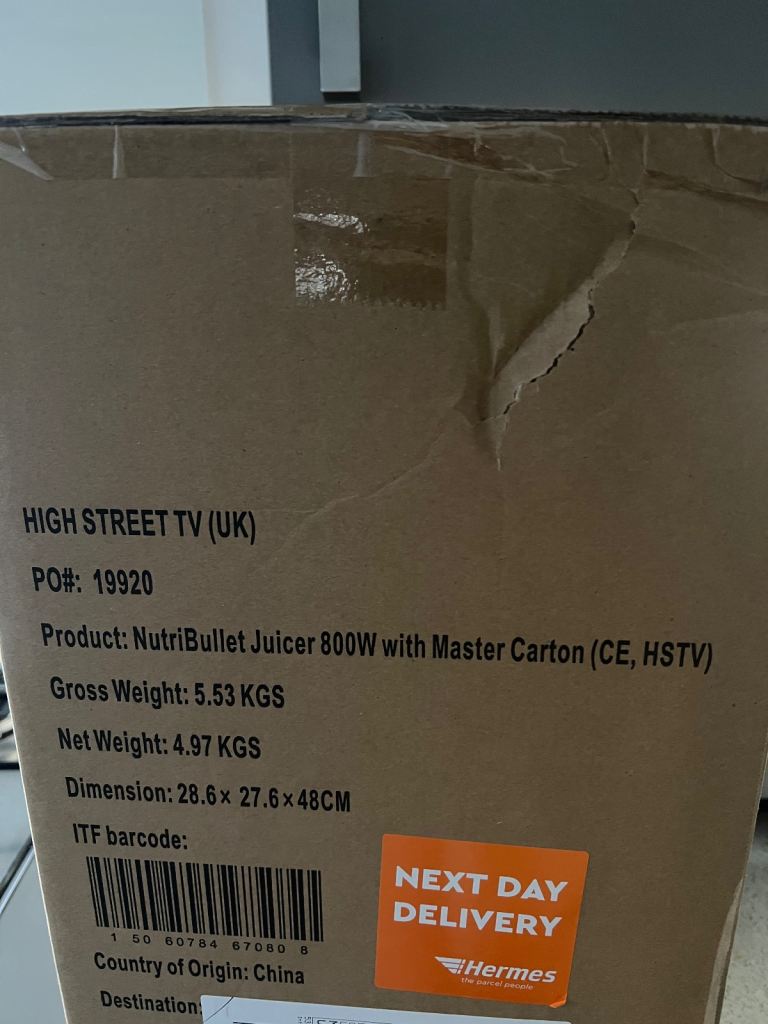 HIGH STREET TV (UK)
PO#: 19920
Product: NutriBullet Juicer 800W with Master Carton (CE, HSTV)
Gross Weight: 5.53 KGS
Net Weight: 4.97 KGS
Dimension: 28.6× 27.6×48CM
ITF barcode:
1 50 60784 67080 8
Country of Origin: China
Destination:
NEXT DAY
DELIVERY
Hermes
the parcel people